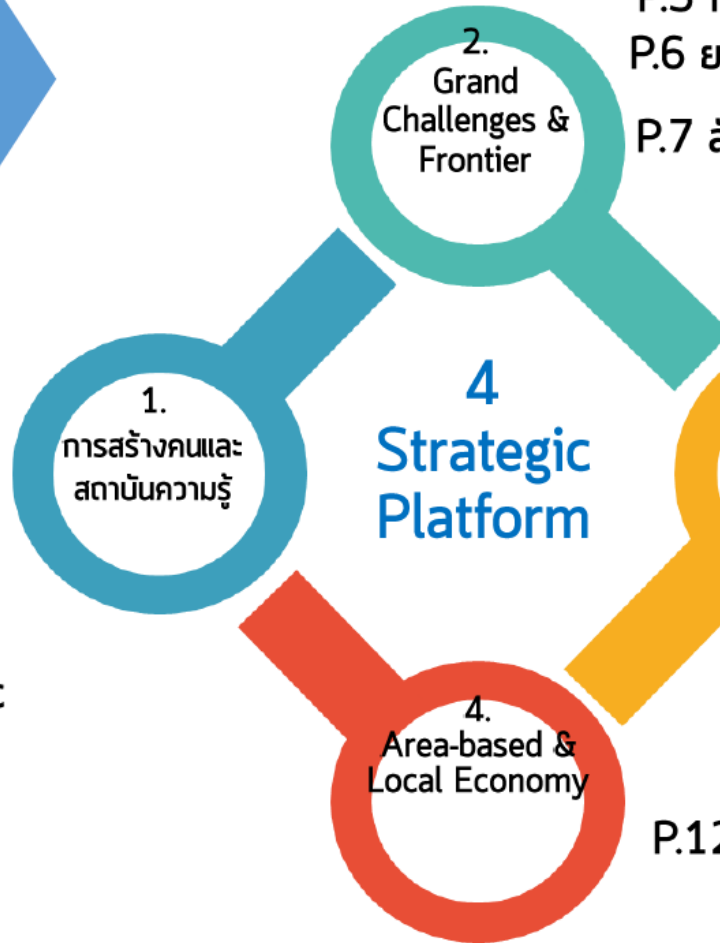 P.6
P.7
2.
Grand
Challenges &
Frontier
1.
การสร้างคนและ
สถาบันความรู้
4
Strategic
Platform
4.
Area-based &
Local Economy